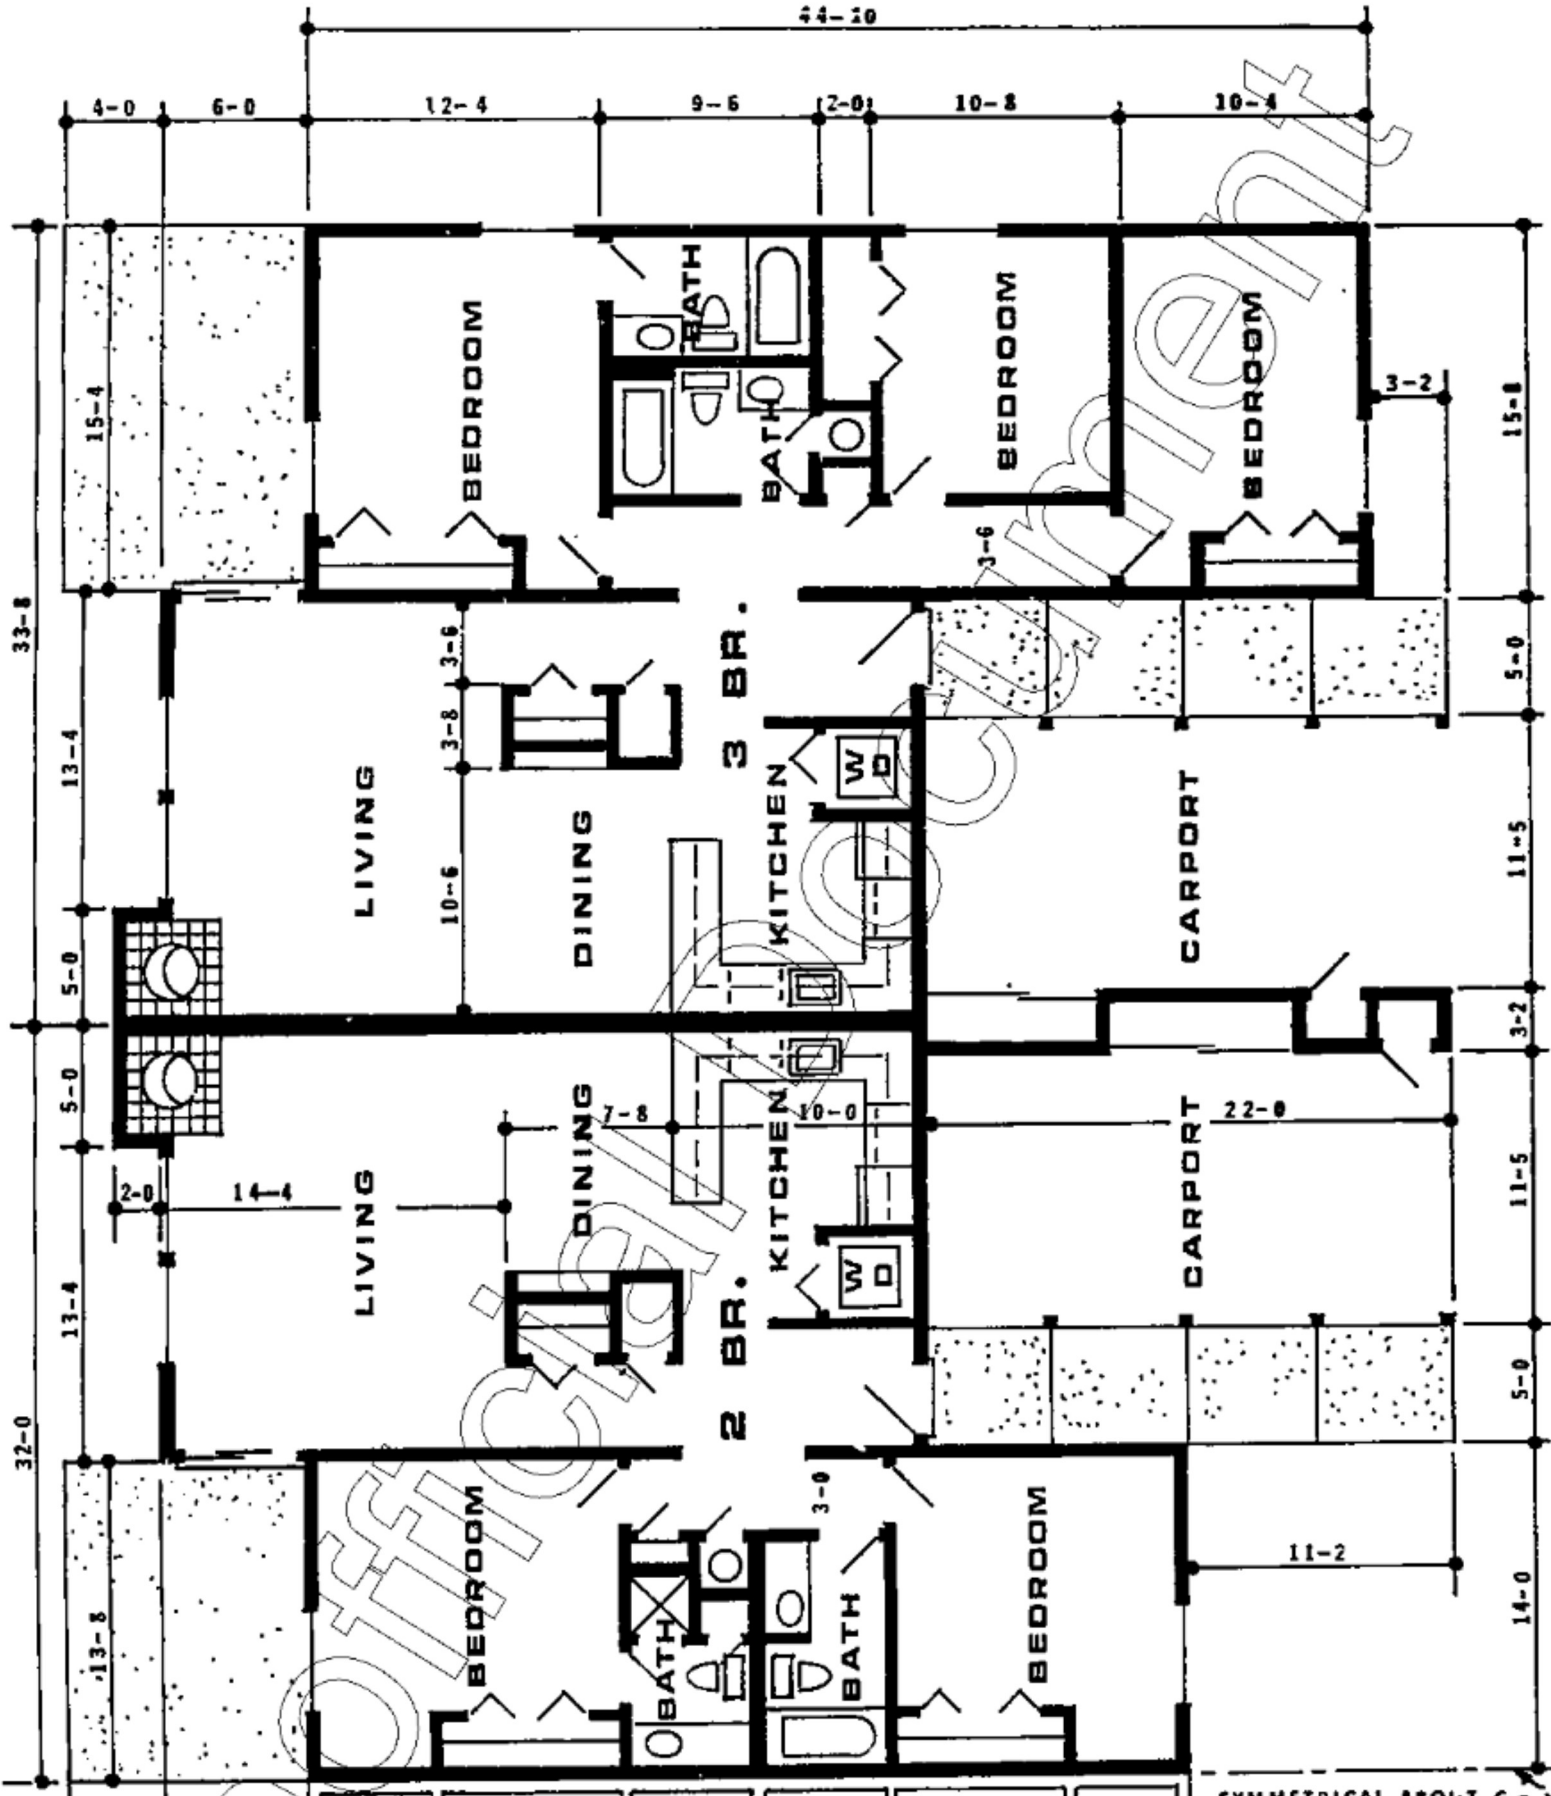 44-10
4-0 6-0 12-4 9-6 2-0 10-8 10-4
BATH
BEDROOM
BEDROOM
BEDROOM
3-2
15-4
15-8
BATH
3-6
33-8
3-6
3 BR.
5-0
3-8
13-4
W D
LIVING
DINING
KITCHEN
CARPORT
11-5
10-6
5-0
3-2
5-0
7-8 10-0 22-0
DINING
KITCHEN
CARPORT
11-5
2-0 14-4
LIVING
W D
13-4
2 BR.
5-0
32-0
3-0
BEDROOM
BEDROOM
11-2
14-0
13-8
BATH
BATH
SYMMETRICAL ABOUT
Unofficial Document